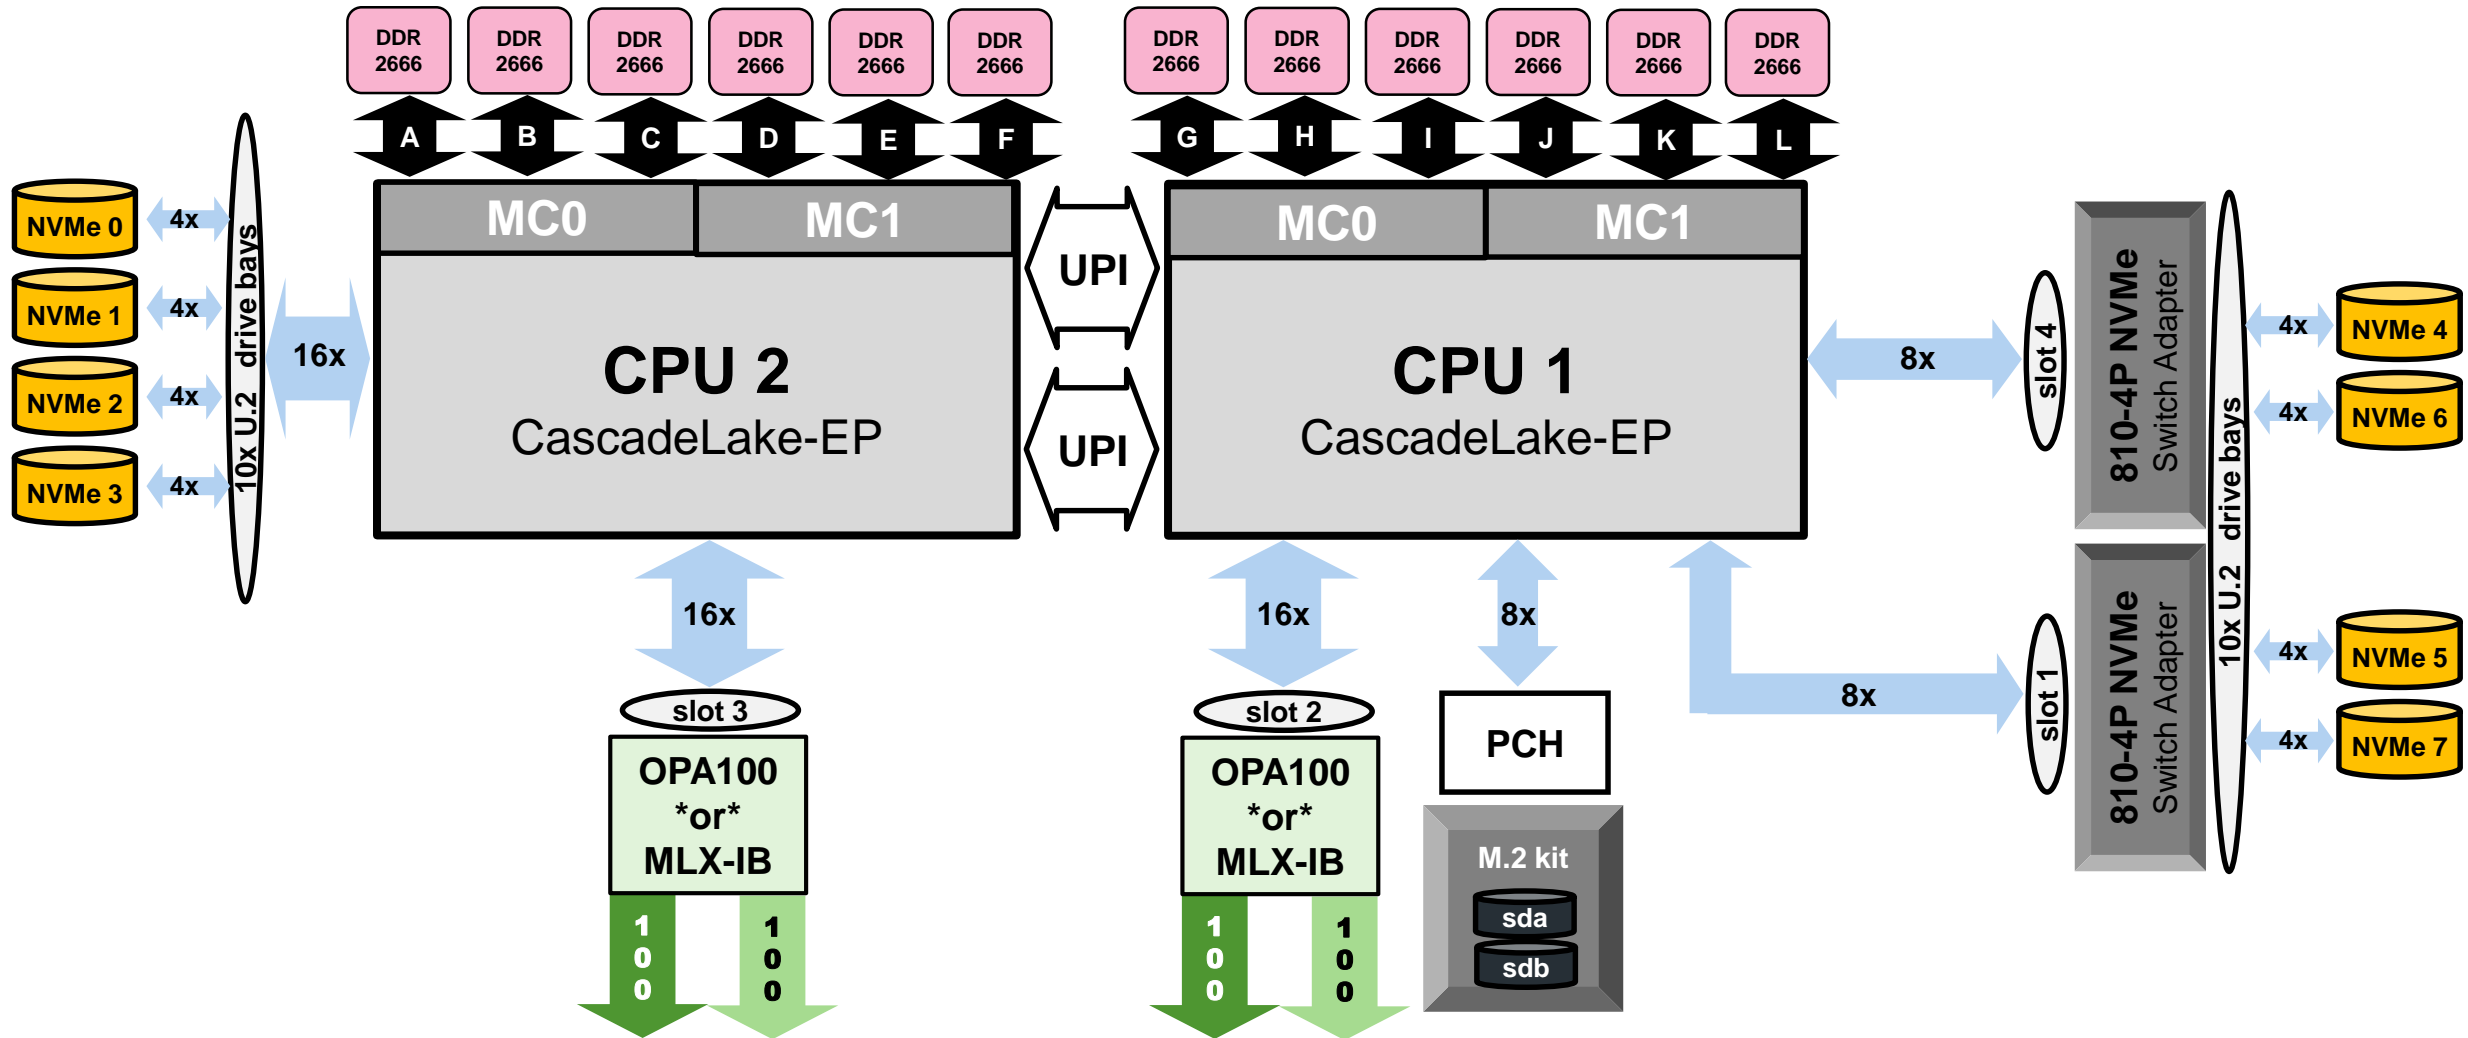 DDR
2666
DDR
2666
DDR
2666
DDR
2666
DDR
2666
DDR
2666
DDR
2666
DDR
2666
DDR
2666
DDR
2666
DDR
2666
DDR
2666
A
B
C
D
E
F
G
H
I
J
K
L
NVMe 0
4x
NVMe 1
4x
NVMe 2
4x
NVMe 3
4x
10x U.2 drive bays
16x
MC0
MC1
CPU 2
CascadeLake-EP
UPI
UPI
MC0
MC1
CPU 1
CascadeLake-EP
8x
slot 4
810-4P NVMe
Switch Adapter
10x U.2 drive bays
4x
NVMe 4
4x
NVMe 6
8x
slot 1
810-4P NVMe
Switch Adapter
4x
NVMe 5
4x
NVMe 7
16x
slot 3
OPA100
*or*
MLX-IB
100
100
16x
slot 2
OPA100
*or*
MLX-IB
100
100
8x
PCH
M.2 kit
sda
sdb